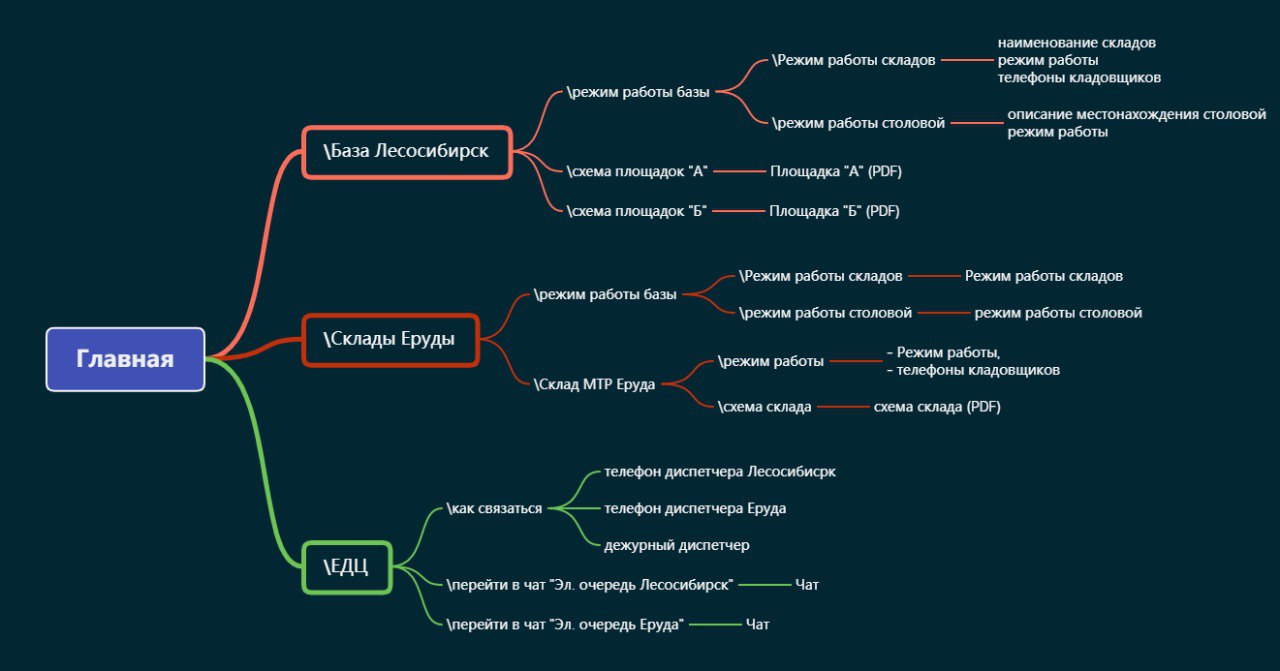 Главная
\База Лесосибирск
\режим работы базы
\Режим работы складов
наименование складов
режим работы
телефоны кладовщиков
\режим работы столовой
описание местонахождения столовой
режим работы
\схема площадок "А"
Площадка "А" (PDF)
\схема площадок "Б"
Площадка "Б" (PDF)
\Склады Еруды
\режим работы базы
\Режим работы складов
Режим работы складов
\режим работы столовой
режим работы столовой
\Склад МТР Еруда
\режим работы
- Режим работы,
- телефоны кладовщиков
\схема склада
схема склада (PDF)
\ЕДЦ
\как связаться
телефон диспетчера Лесосибисрк
телефон диспетчера Еруда
дежурный диспетчер
\перейти в чат "Эл. очередь Лесосибирск"
Чат
\перейти в чат "Эл. очередь Еруда"
Чат